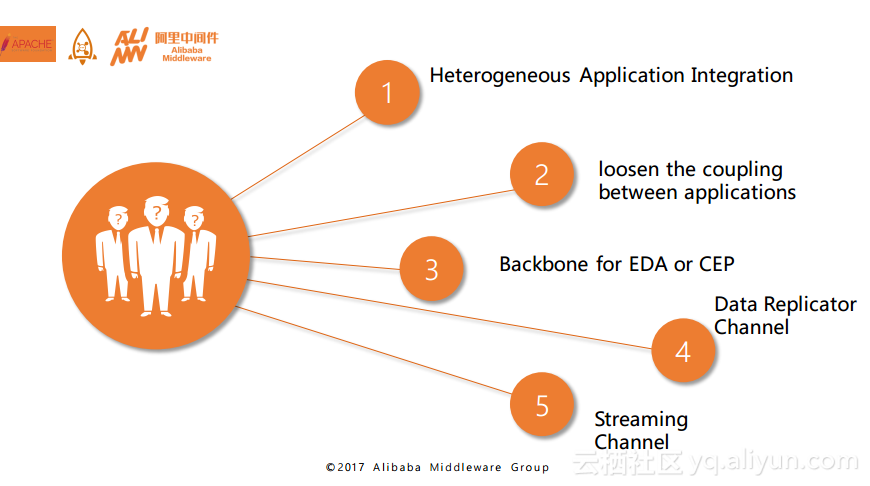 APACHE
ALI
MW
阿里中间件
Alibaba
Middleware
1
Heterogeneous Application Integration
2
loosen the coupling
between applications
? ? ?
3
Backbone for EDA or CEP
Data Replicator
Channel
4
5
Streaming
Channel
©2017 Alibaba Middleware Group
云栖社区 yq.aliyun.com